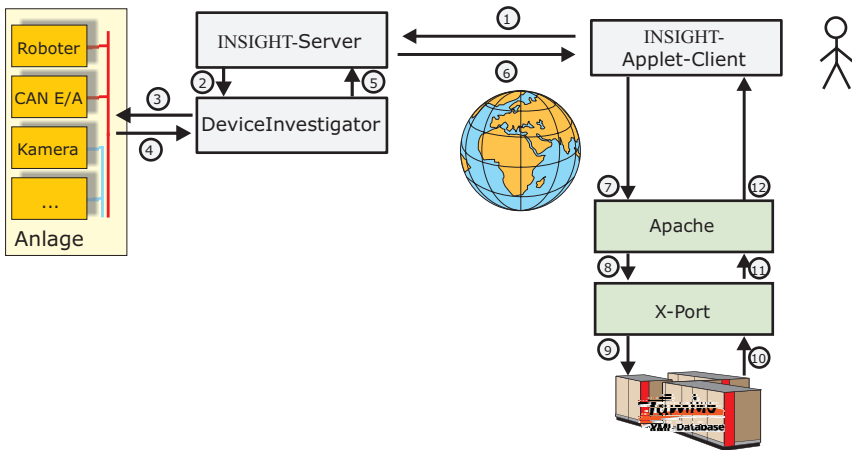 Roboter
CAN E/A
Kamera
...
Anlage
INSIGHT-Server
DeviceInvestigator
1
2
3
4
5
6
INSIGHT-
Applet-Client
7
12
Apache
8
11
X-Port
9
10
Tamino
XML-Database